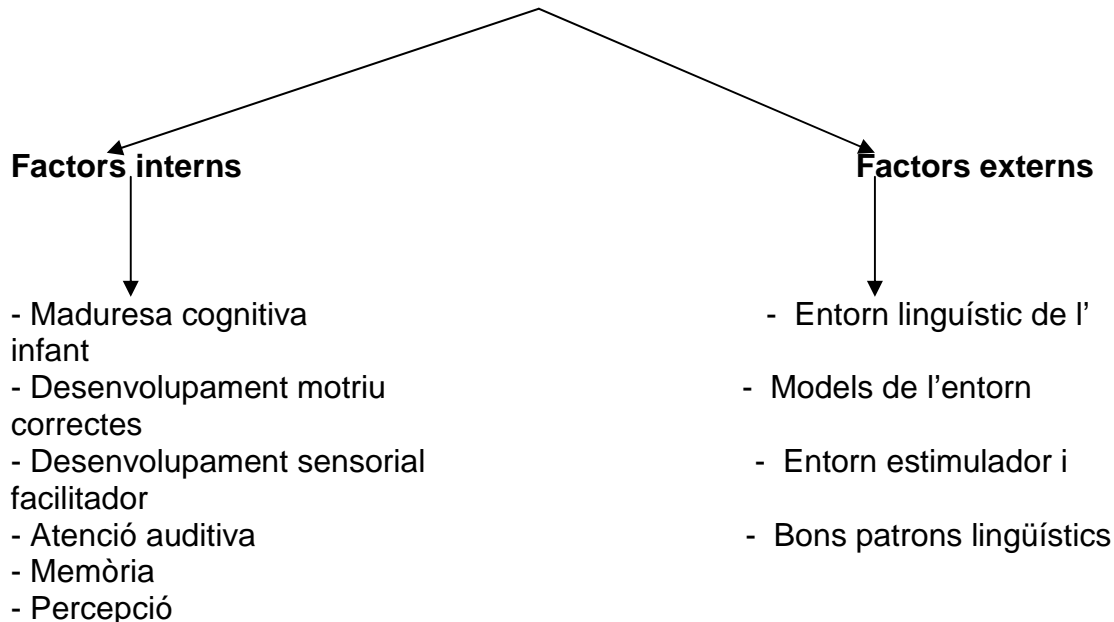 Factors interns Factors externs
- Maduresa cognitiva - Entorn linguístic de l’
infant
- Desenvolupament motriu - Models de l’entorn
correctes
- Desenvolupament sensorial - Entorn estimulador i
facilitador
- Atenció auditiva - Bons patrons lingüístics
- Memòria
- Percepció